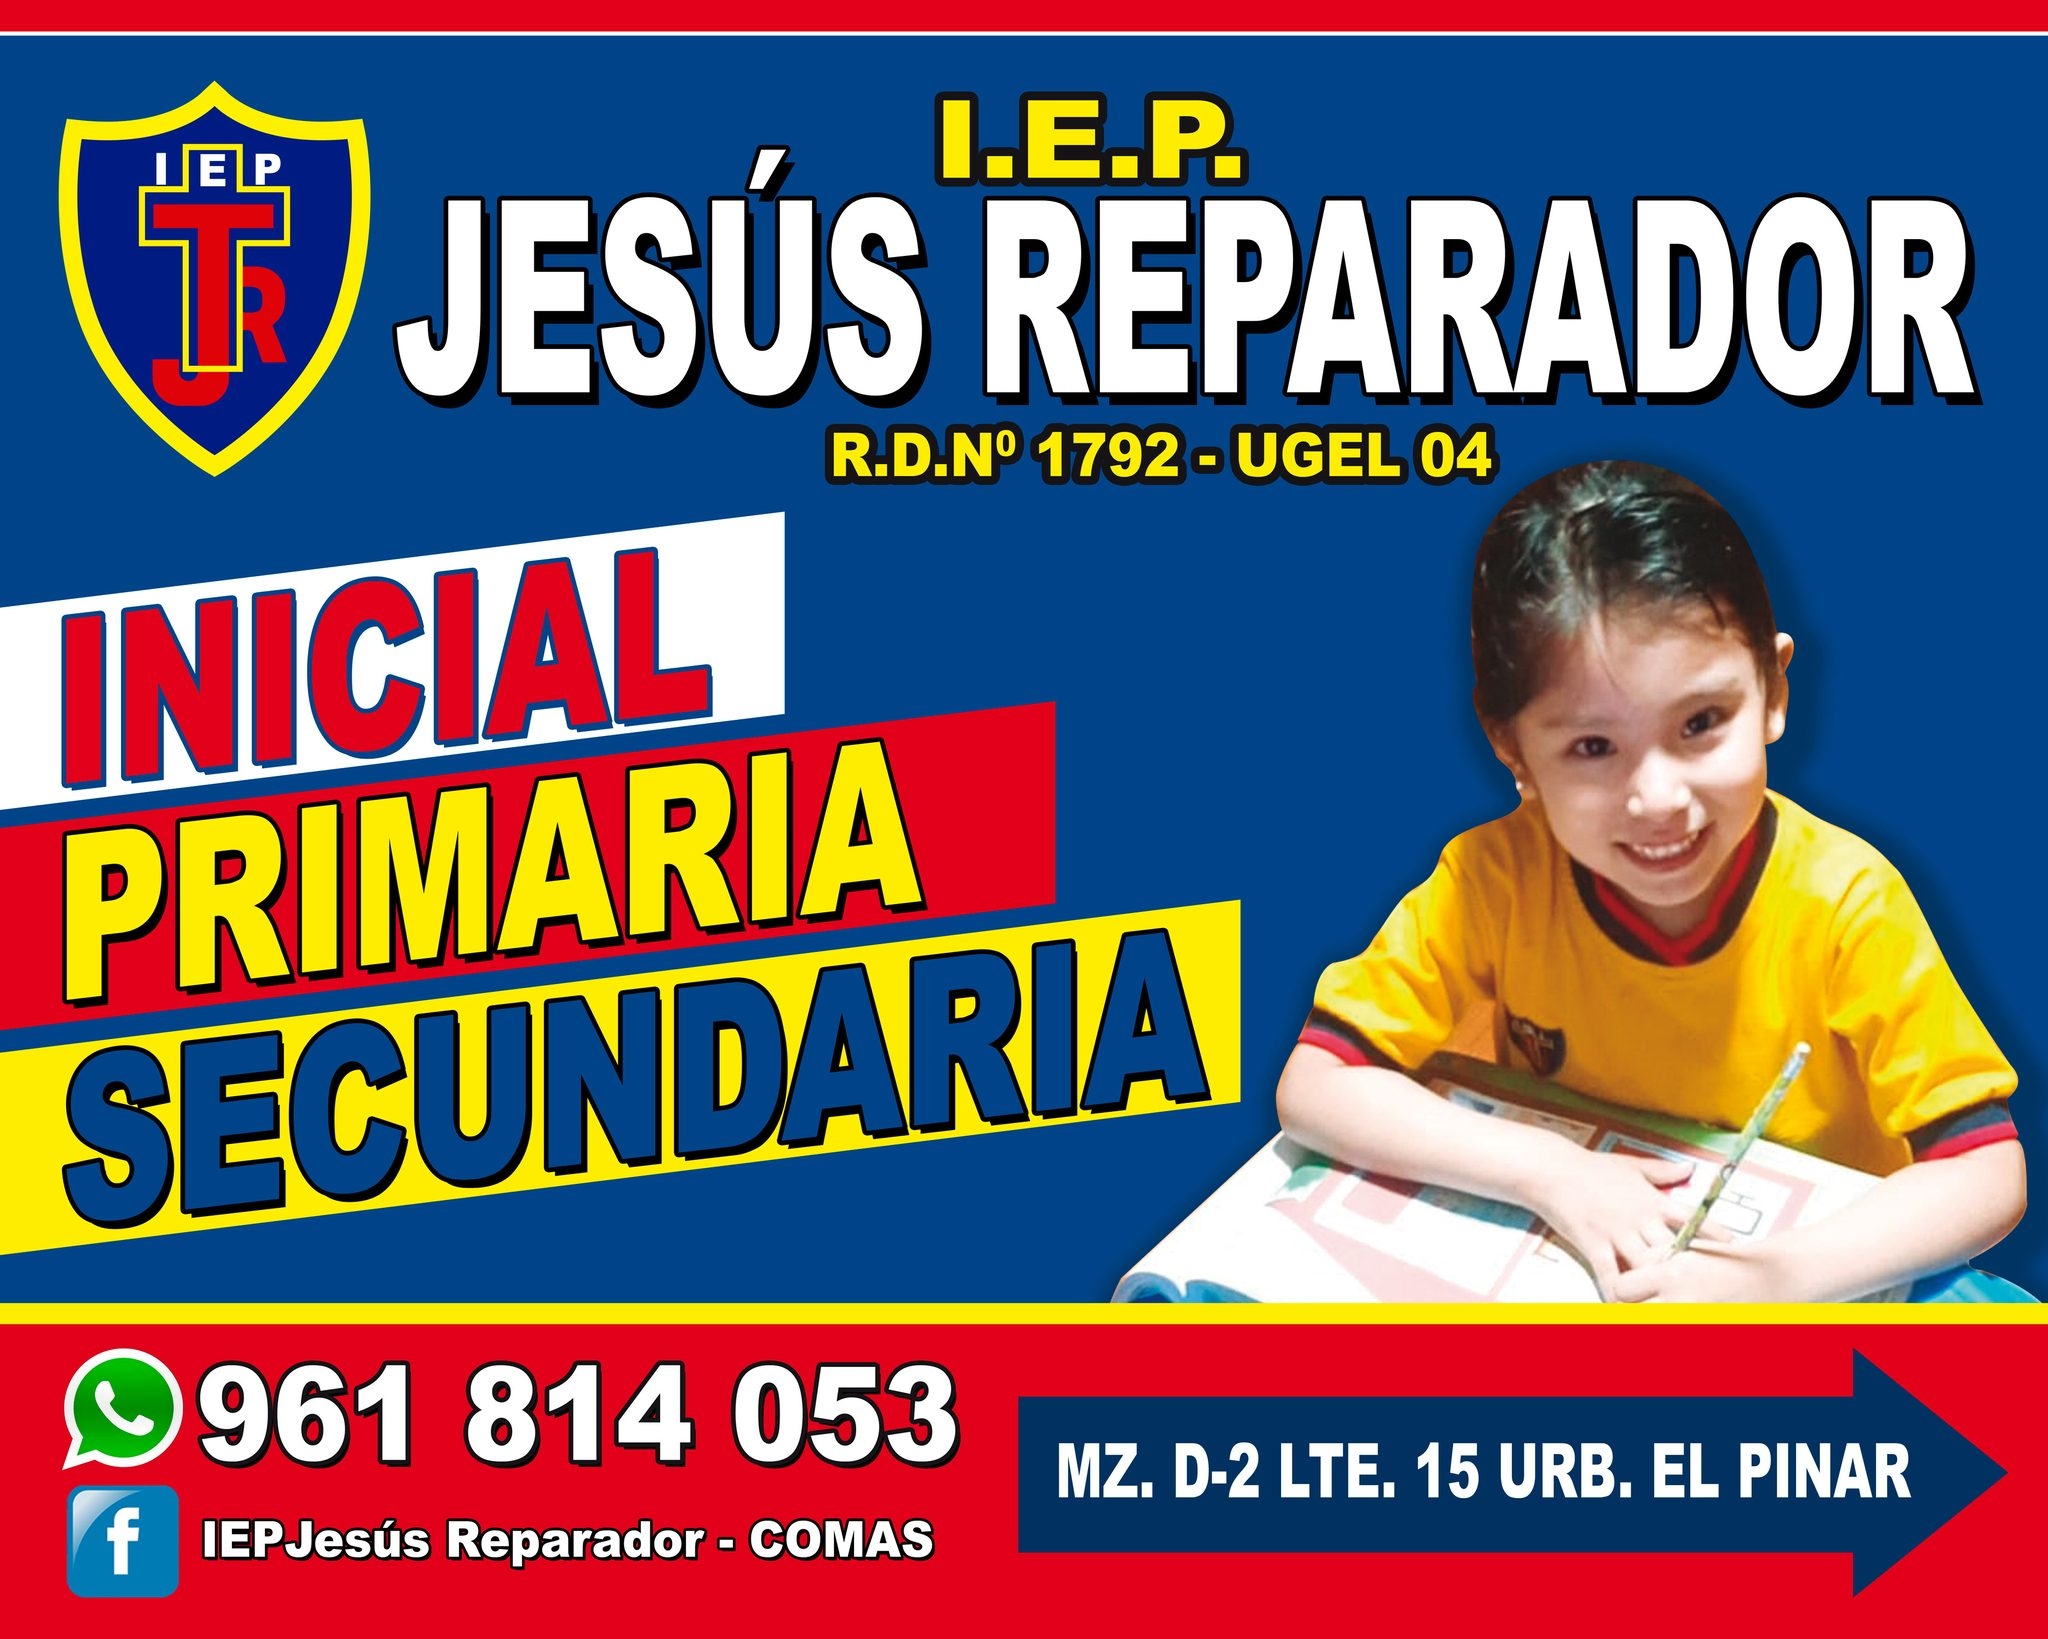 I E P
JR
I.E.P.
JESÚS REPARADOR
R.D.Nº 1792 - UGEL 04
INICIAL
PRIMARIA
SECUNDARIA
961 814 053
IEPJesús Reparador - COMAS
MZ. D-2 LTE. 15 URB. EL PINAR